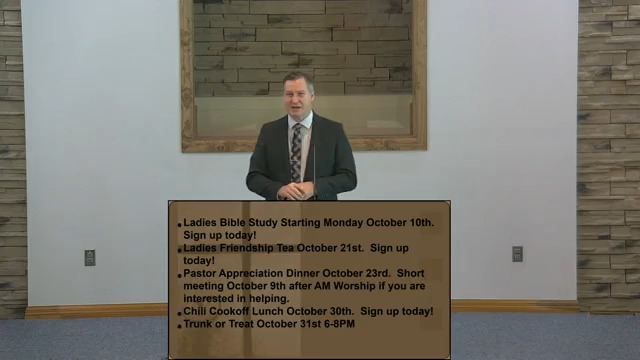 Ladies Bible Study Starting Monday October 10th.
Sign up today!
Ladies Friendship Tea October 21st.  Sign up
today!
Pastor Appreciation Dinner October 23rd.  Short
meeting October 9th after AM Worship if you are
interested in helping.
Chili Cookoff Lunch October 30th.  Sign up today!
Trunk or Treat October 31st 6-8PM